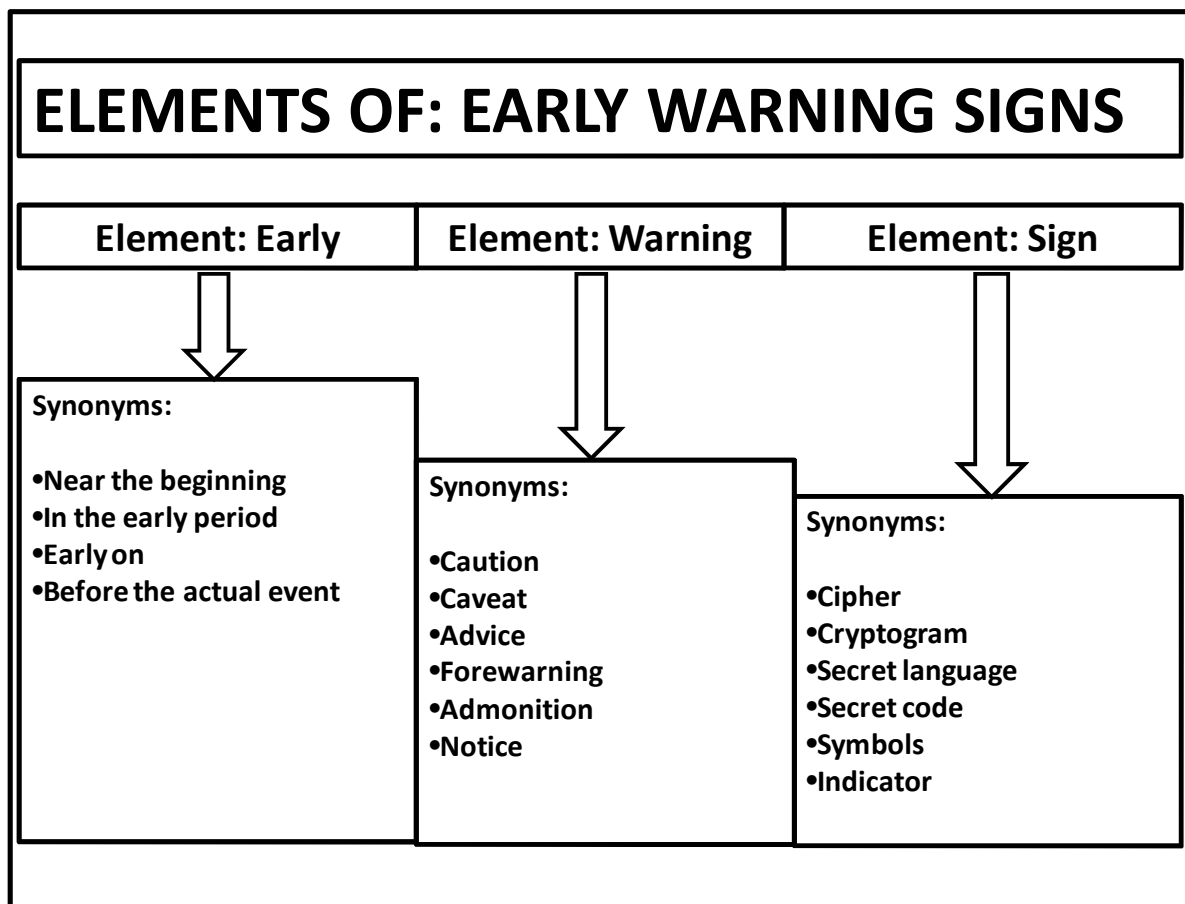 ELEMENTS OF: EARLY WARNING SIGNS
Element: Early
Element: Warning
Element: Sign
Synonyms:
•Near the beginning
•In the early period
•Early on
•Before the actual event
Synonyms:
•Caution
•Caveat
•Advice
•Forewarning
•Admonition
•Notice
Synonyms:
•Cipher
•Cryptogram
•Secret language
•Secret code
•Symbols
•Indicator